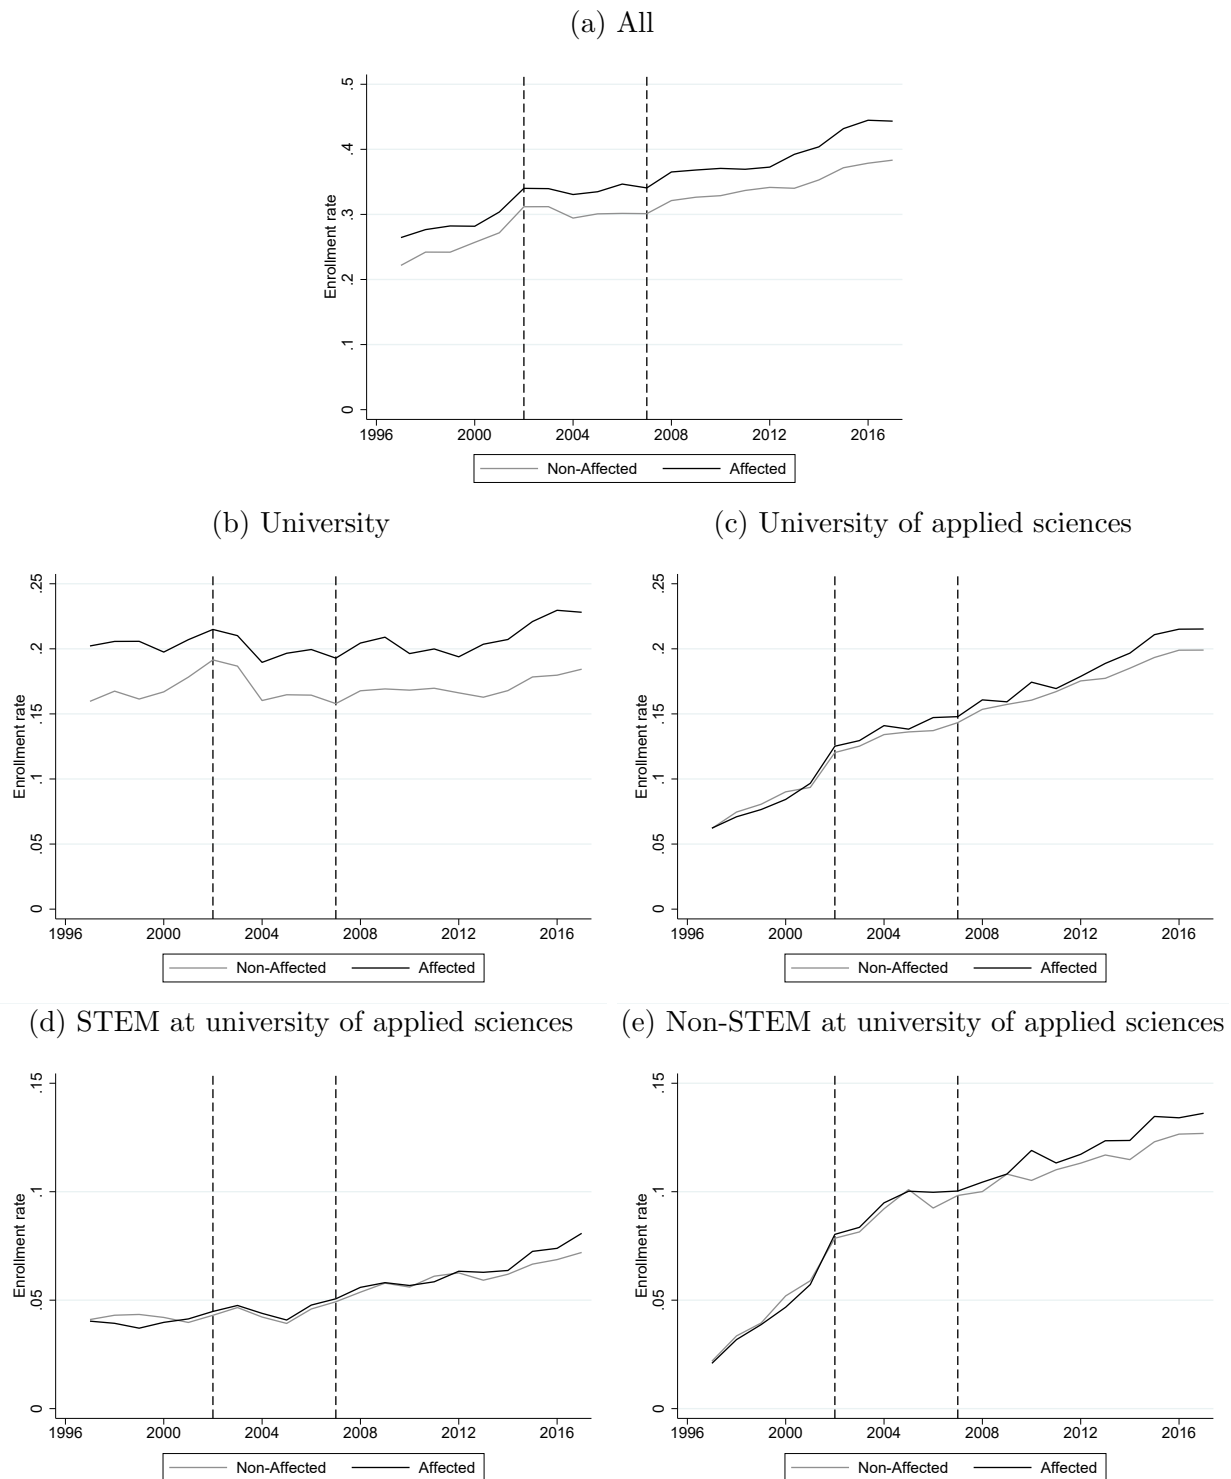 (a) All
Enrollment rate
.5
.4
.3
.2
.1
0
1996 2000 2004 2008 2012 2016
Non-Affected Affected
(b) University
Enrollment rate
.25
.2
.15
.1
.05
0
1996 2000 2004 2008 2012 2016
Non-Affected Affected
(c) University of applied sciences
Enrollment rate
.25
.2
.15
.1
.05
0
1996 2000 2004 2008 2012 2016
Non-Affected Affected
(d) STEM at university of applied sciences
Enrollment rate
.15
.1
.05
0
1996 2000 2004 2008 2012 2016
Non-Affected Affected
(e) Non-STEM at university of applied sciences
Enrollment rate
.15
.1
.05
0
1996 2000 2004 2008 2012 2016
Non-Affected Affected